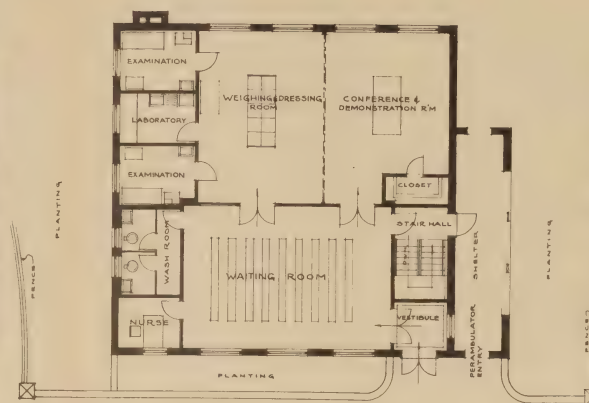 EXAMINATION
WEIGHING & DRESSING
ROOM
CONFERENCE &
DEMONSTRATION R'M
LABORATORY
EXAMINATION
CLOSET
PLANTING
WASH ROOM
STAIR HALL
SHELTER
PLANTING
FENCE
WAITING ROOM
NURSE
VESTIBULE
PERAMBULATOR
ENTRY
FENCE
PLANTING